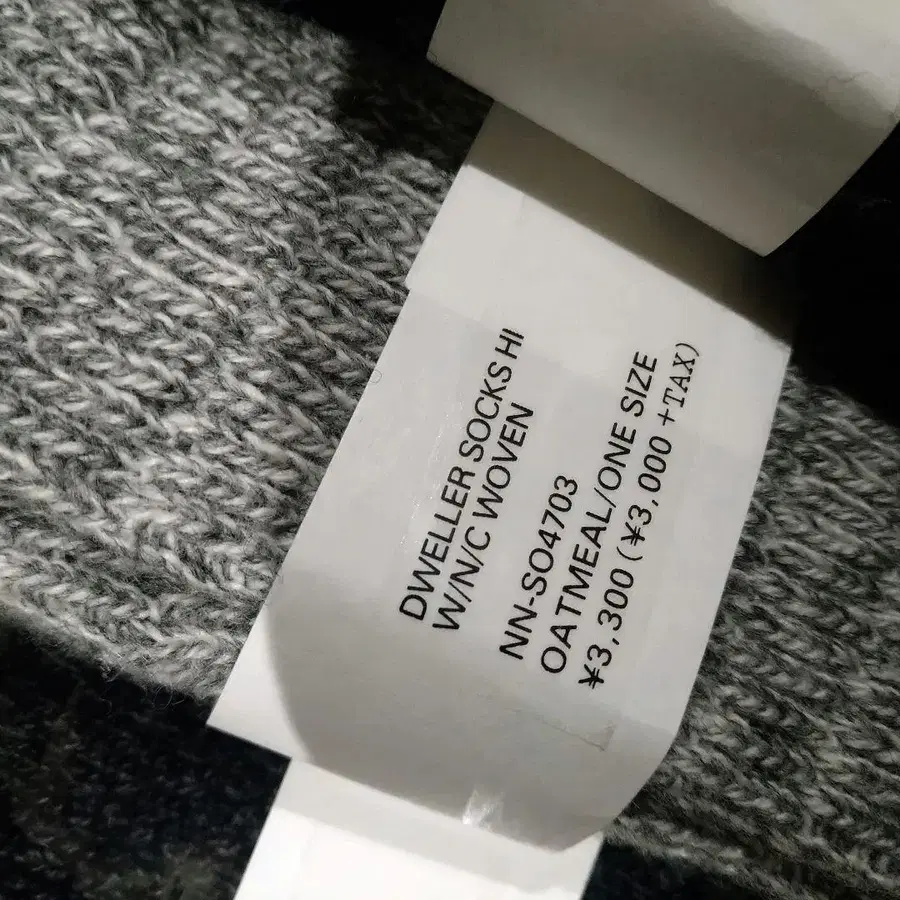 DWELLER SOCKS HI
W/N/C WOVEN
NN-SO4703
OATMEAL/ONE SIZE
¥3,300(¥3,000 +TAX)